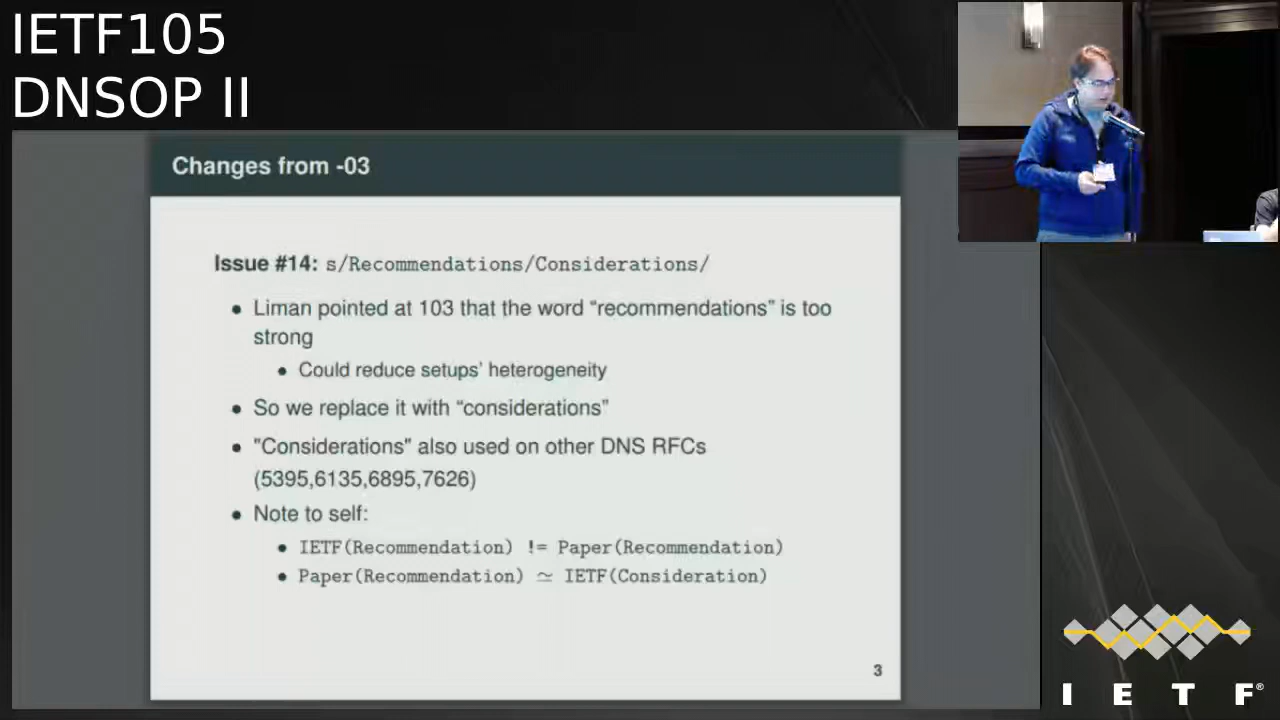 IETF105
DNSOP II
Changes from -03
Issue #14: s/Recommendations/Considerations/
• Liman pointed at 103 that the word “recommendations” is too
strong
• Could reduce setups’ heterogeneity
• So we replace it with “considerations”
• "Considerations" also used on other DNS RFCs
(5395,6135,6895,7626)
• Note to self:
• IETF(Recommendation) != Paper(Recommendation)
• Paper(Recommendation) ≃ IETF(Consideration)
3
I E T F®